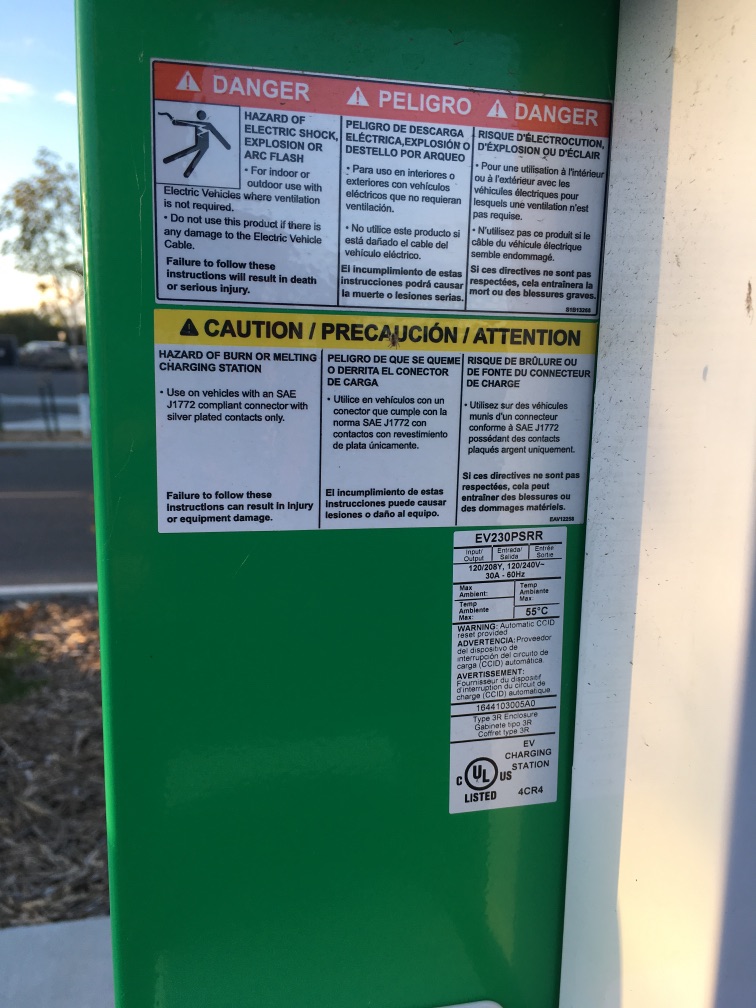 DANGER
HAZARD OF
ELECTRIC SHOCK,
EXPLOSION OR
ARC FLASH
• For indoor or
outdoor use with
Electric Vehicles where ventilation
is not required.
• Do not use this product if there is
any damage to the Electric Vehicle
Cable.
Failure to follow these
instructions will result in death
or serious injury.
PELIGRO
PELIGRO DE DESCARGA
ELÉCTRICA,EXPLOSIÓN O
DESTELLO POR ARQUEO
• Para uso en interiores o
exteriores con vehículos
eléctricos que no requieran
ventilación.
• No utilice este producto si
está dañado el cable del
vehículo eléctrico.
El incumplimiento de estas
instrucciones podrá causar
la muerte o lesiones serias.
DANGER
RISQUE D'ÉLECTROCUTION,
D'ÉXPLOSION OU D'ÉCLAIR
• Pour une utilisation à l'intérieur
ou à l'extérieur avec les
véhicules électriques pour
lesquels une ventilation n'est
pas requise.
• N'utilisez pas ce produit si le
câble du véhicule électrique
semble endommagé.
Si ces directives ne sont pas
respectées, cela entraînera la
mort ou des blessures graves.
CAUTION / PRECAUCIÓN / ATTENTION
HAZARD OF BURN OR MELTING
CHARGING STATION
• Use on vehicles with an SAE
J1772 compliant connector with
silver plated contacts only.
Failure to follow these
instructions can result in injury
or equipment damage.
PELIGRO DE QUE SE QUEME
O DERRITA EL CONECTOR
DE CARGA
• Utilice en vehículos con un
conector que cumple con la
norma SAE J1772 con
contactos con revestimiento
de plata únicamente.
El incumplimiento de estas
instrucciones puede causar
lesiones o daño al equipo.
RISQUE DE BRÛLURE OU
DE FONTE DU CONNECTEUR
DE CHARGE
• Utilisez sur des véhicules
munis d'un connecteur
conforme à SAE J1772
possédant des contacts
plaqués argent uniquement.
Si ces directives ne sont pas
respectées, cela peut
entraîner des blessures ou
des dommages matériels.
EAV12258
EV230PSRR
Input/ Entrada/ Entrée
Output Salida Sortie
120/208Y, 120/240V~
30A - 60Hz
Max
Ambient:
Temp
Ambiente
Max:
Temp
Ambiante
Max:
55°C
WARNING: Automatic CCID
reset provided
ADVERTENCIA: Proveedor
del dispositivo de
interrupción del circuito de
carga (CCID) automática
AVERTISSEMENT:
Fournisseur du dispositif
d'interruption du circuit de
charge (CCID) automatique
1644103005A0
Type 3R Enclosure
Gabinete tipo 3R
Coffret type 3R
EV
CHARGING
STATION
C UL US
LISTED
4CR4